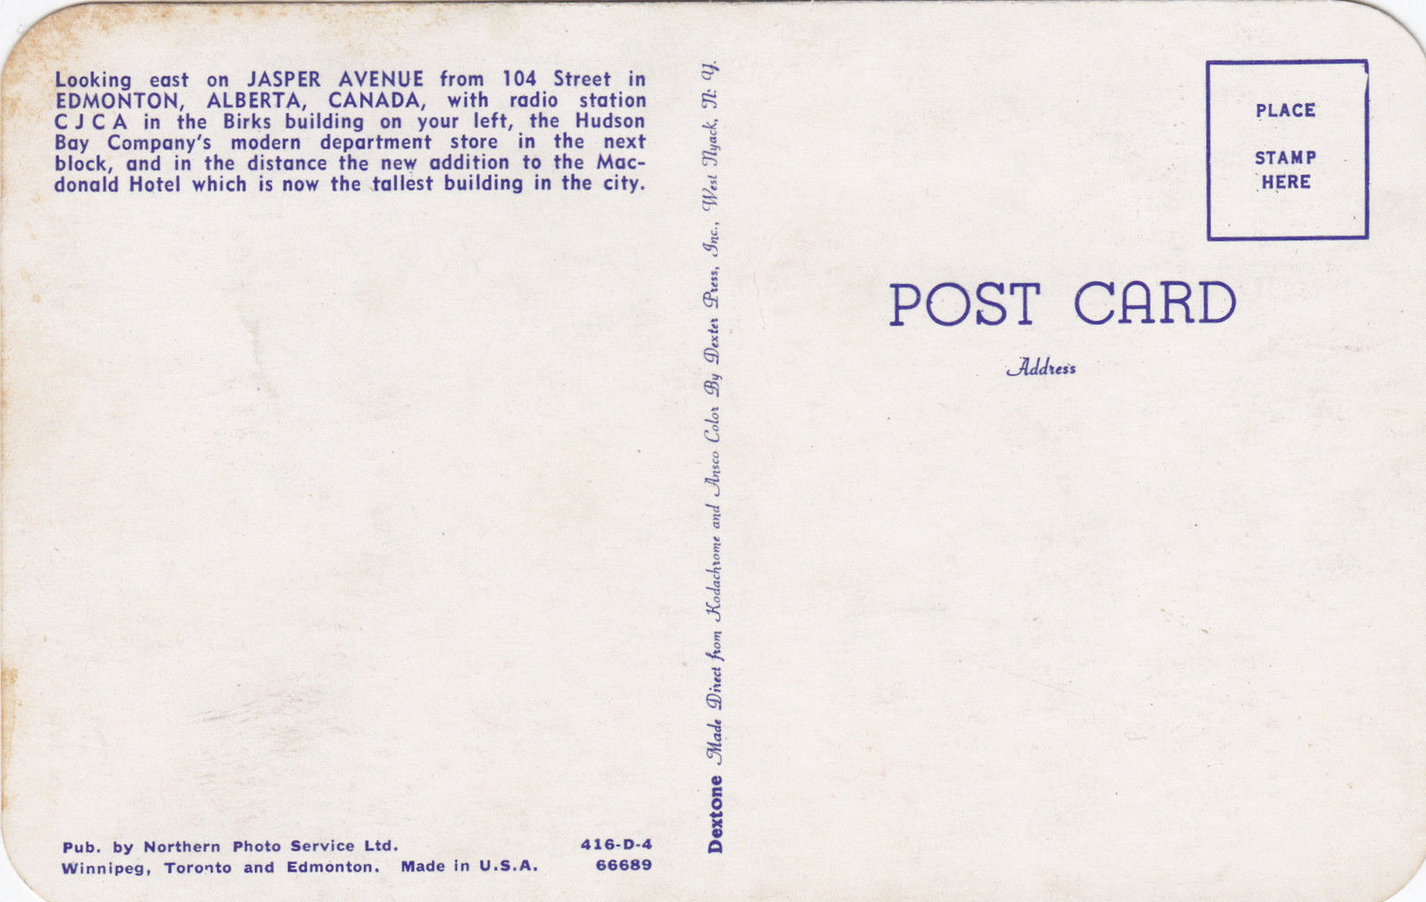 Looking east on JASPER AVENUE from 104 Street in
EDMONTON, ALBERTA, CANADA, with radio station
C J C A in the Birks building on your left, the Hudson
Bay Company's modern department store in the next
block, and in the distance the new addition to the Mac-
donald Hotel which is now the tallest building in the city.
Pub. by Northern Photo Service Ltd.
Winnipeg, Toronto and Edmonton. Made in U.S.A.
416-D-4
66689
Dextone Made Direct from Kodachrome and Ansco Color By Dexter Press, Inc., West Nyack, N. Y.
PLACE
STAMP
HERE
POST CARD
Address